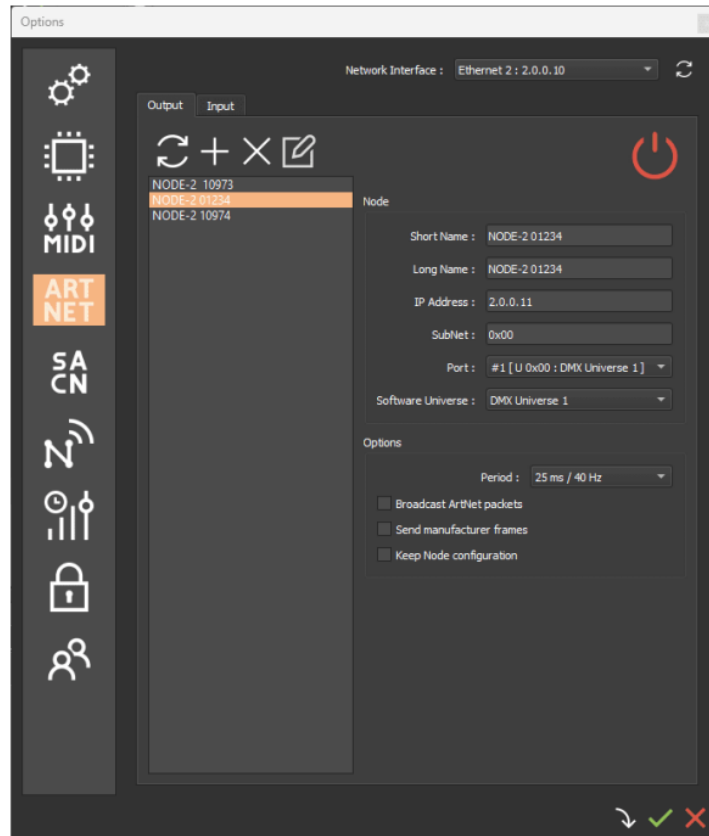 Options
Network Interface : Ethernet 2 : 2.0.0.10
Output Input
NODE-2 10973
NODE-2 01234
NODE-2 10974
Node
Short Name : NODE-2 01234
Long Name : NODE-2 01234
IP Address : 2.0.0.11
SubNet : 0x00
Port : #1 [ U 0x00 : DMX Universe 1 ]
Software Universe : DMX Universe 1
Options
Period : 25 ms / 40 Hz
Broadcast ArtNet packets
Send manufacturer frames
Keep Node configuration
MIDI
ART
NET
SA
CN
N